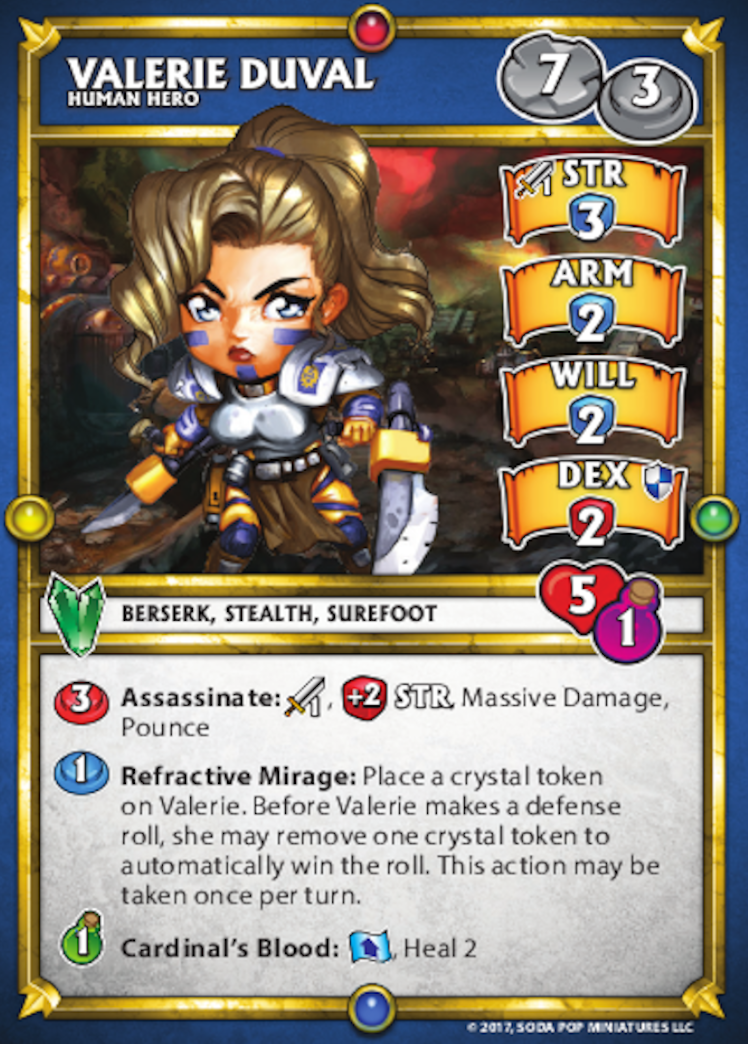 VALERIE DUVAL
HUMAN HERO
7
3
STR
3
ARM
2
WILL
2
DEX
2
BERSERK, STEALTH, SUREFOOT
5
1
3
Assassinate: , +2 STR, Massive Damage,
Pounce
1
Refractive Mirage: Place a crystal token
on Valerie. Before Valerie makes a defense
roll, she may remove one crystal token to
automatically win the roll. This action may be
taken once per turn.
1
Cardinal's Blood: , Heal 2
© 2017, SODA POP MINIATURES LLC